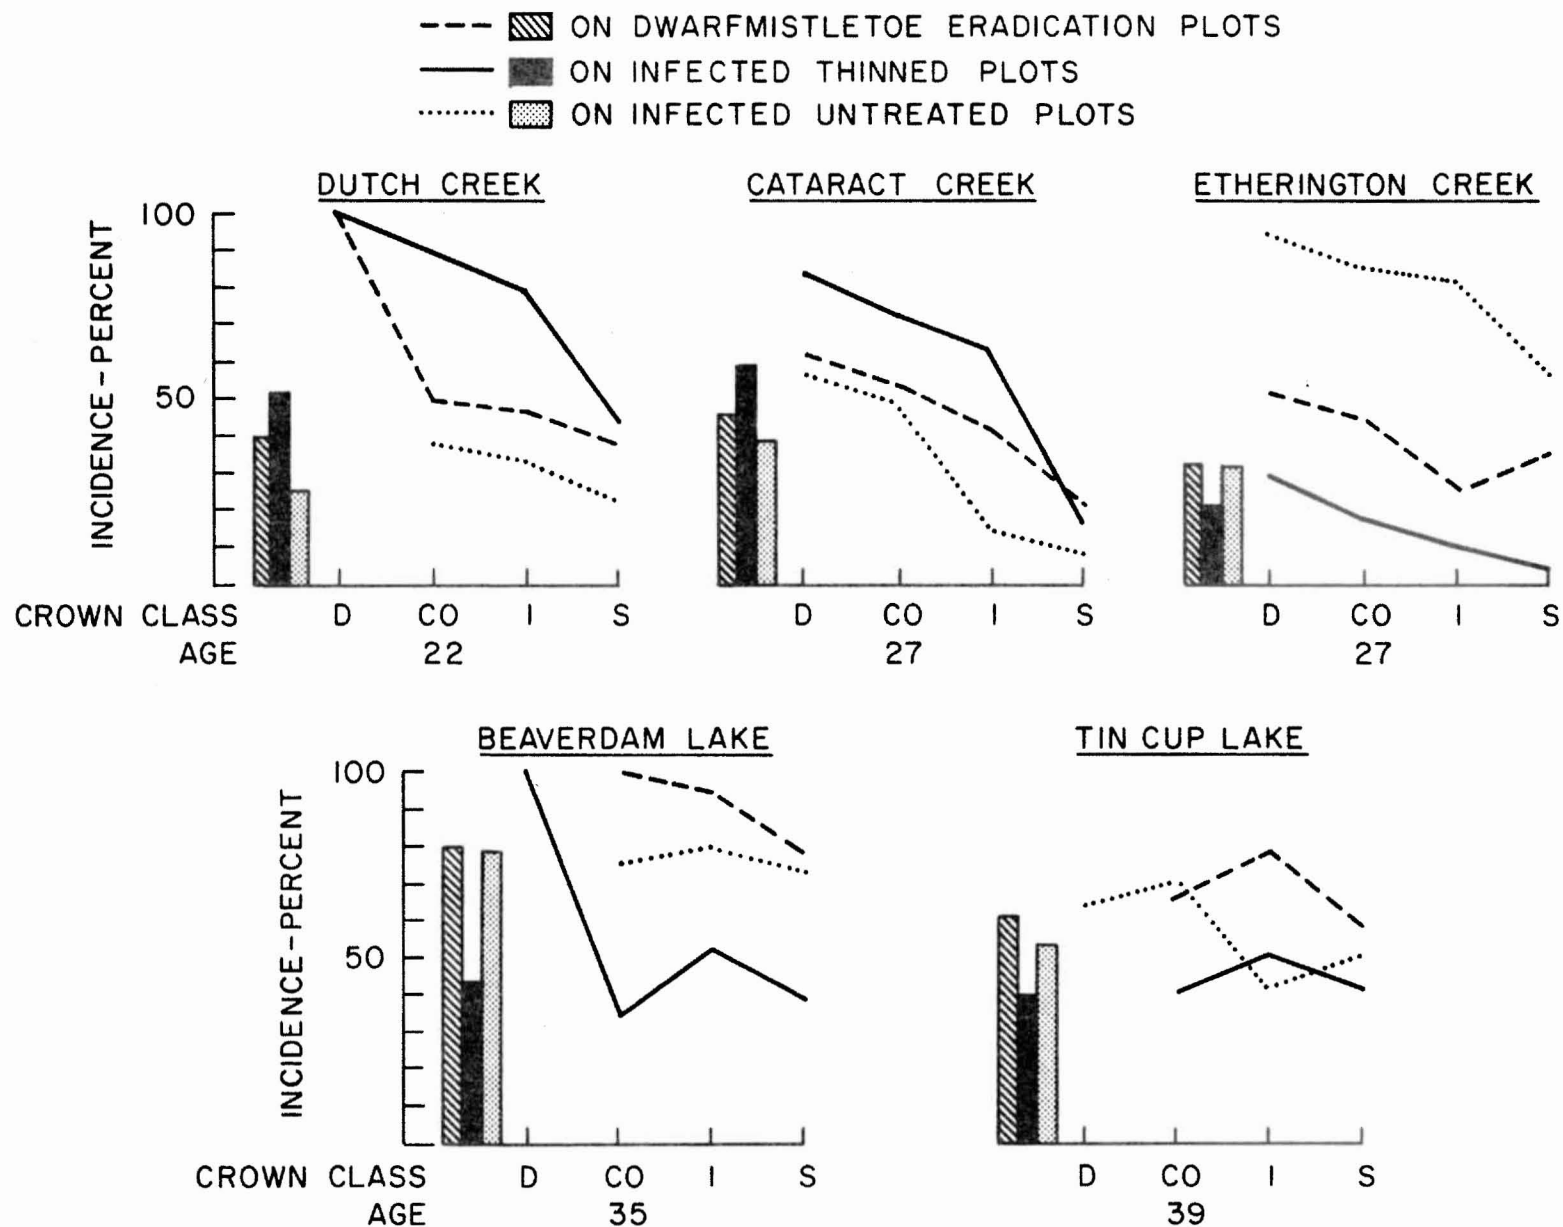 ON DWARFMISTLETOE ERADICATION PLOTS
ON INFECTED THINNED PLOTS
ON INFECTED UNTREATED PLOTS
DUTCH CREEK CATARACT CREEK ETHERINGTON CREEK
100
50
INCIDENCE-PERCENT
CROWN CLASS D CO I S D CO I S D CO I S
AGE 22 27 27
BEAVERDAM LAKE TIN CUP LAKE
100
50
INCIDENCE-PERCENT
CROWN CLASS D CO I S D CO I S
AGE 35 39